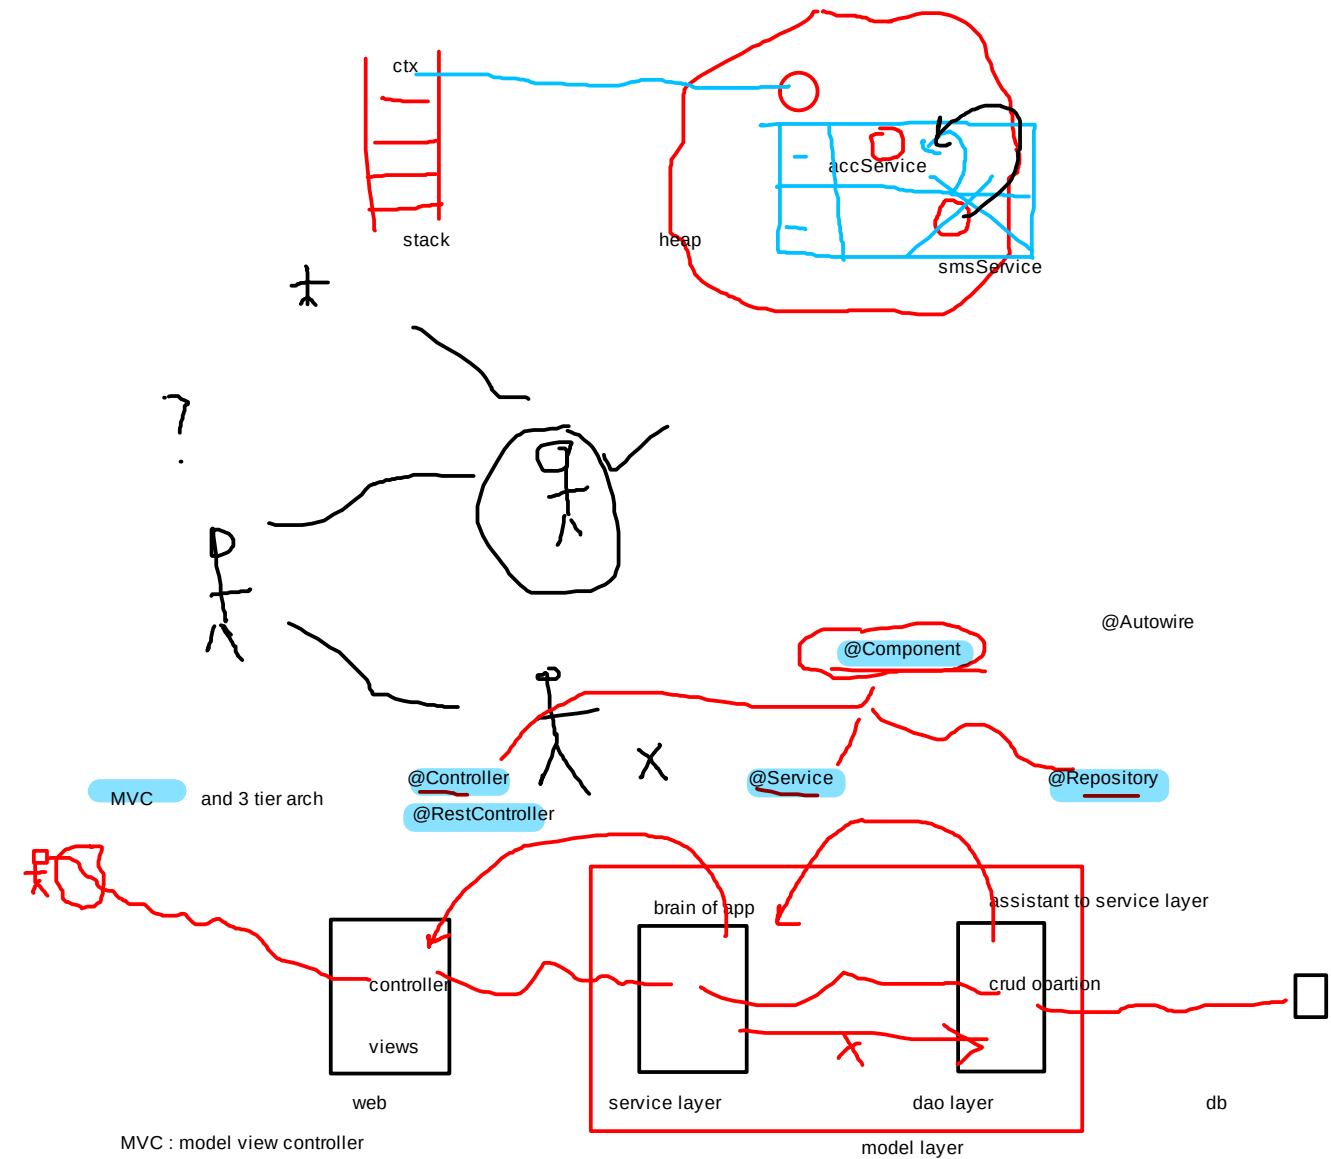 ctx
accService
stack
heap
smsService
?
@Autowire
@Component
@Controller
@Service
@Repository
MVC and 3 tier arch
@RestController
brain of app
assistant to service layer
controller
crud opartion
views
web
service layer
dao layer
db
MVC : model view controller
model layer